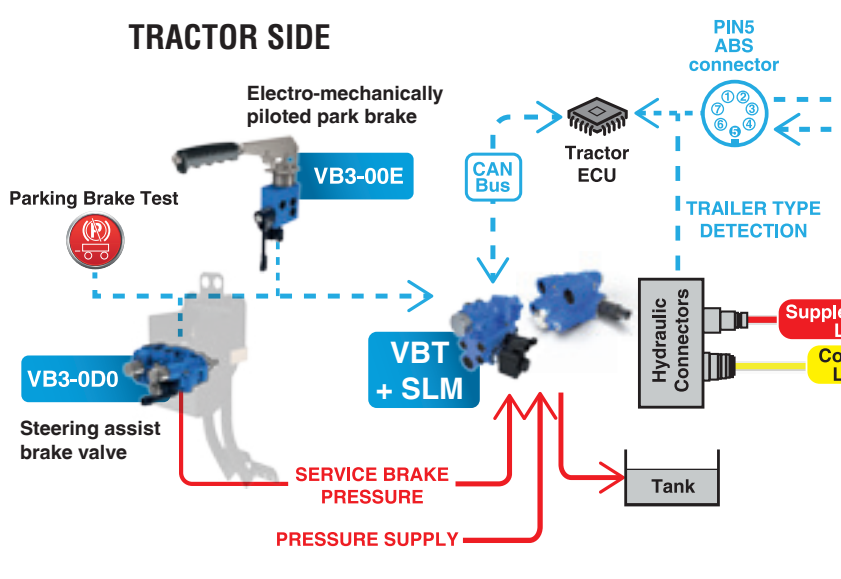 TRACTOR SIDE
Electro-mechanically
piloted park brake
VB3-00E
Parking Brake Test
P
VB3-0D0
Steering assist
brake valve
SERVICE BRAKE
PRESSURE
PRESSURE SUPPLY
VBT
+ SLM
CAN
Bus
Tractor
ECU
PIN5
ABS
connector
1 2
7 3
6 4
5
TRAILER TYPE
DETECTION
Hydraulic
Connectors
Supple
L
Co
L
Tank